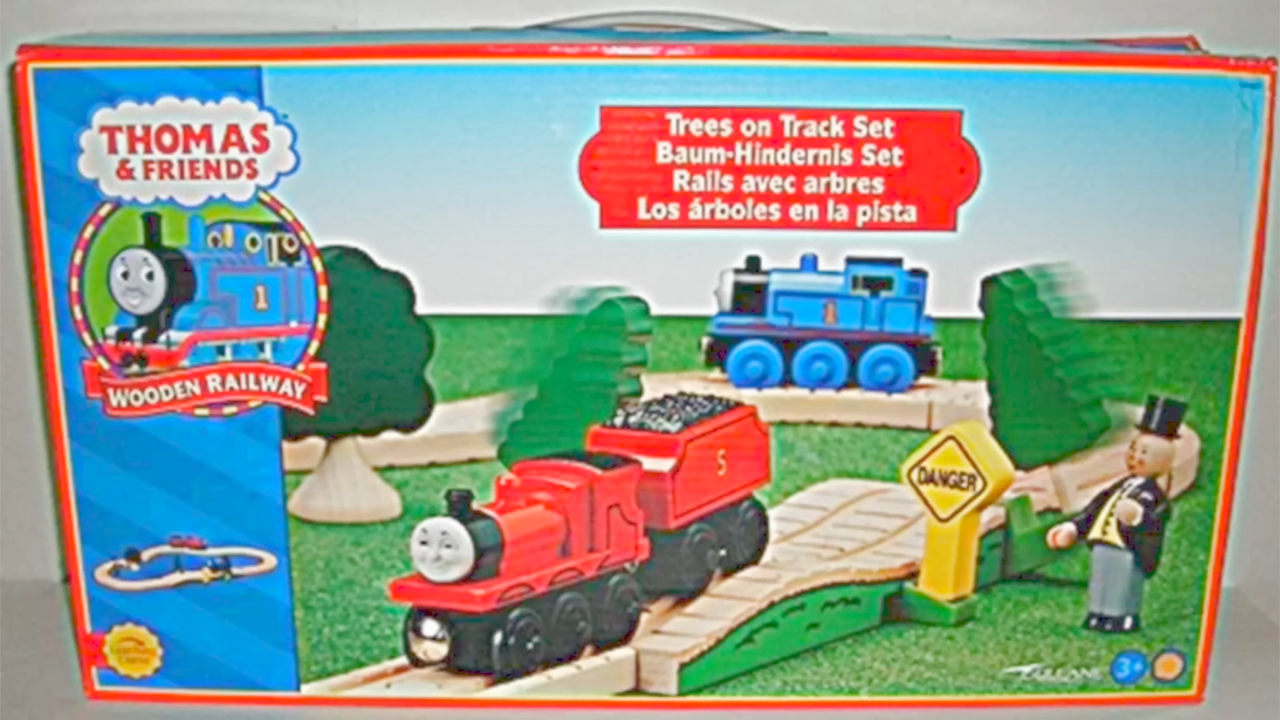 THOMAS
& FRIENDS
WOODEN RAILWAY
1
Trees on Track Set
Baum-Hindernis Set
Rails avec arbres
Los árboles en la pista
1
5
DANGER
3+